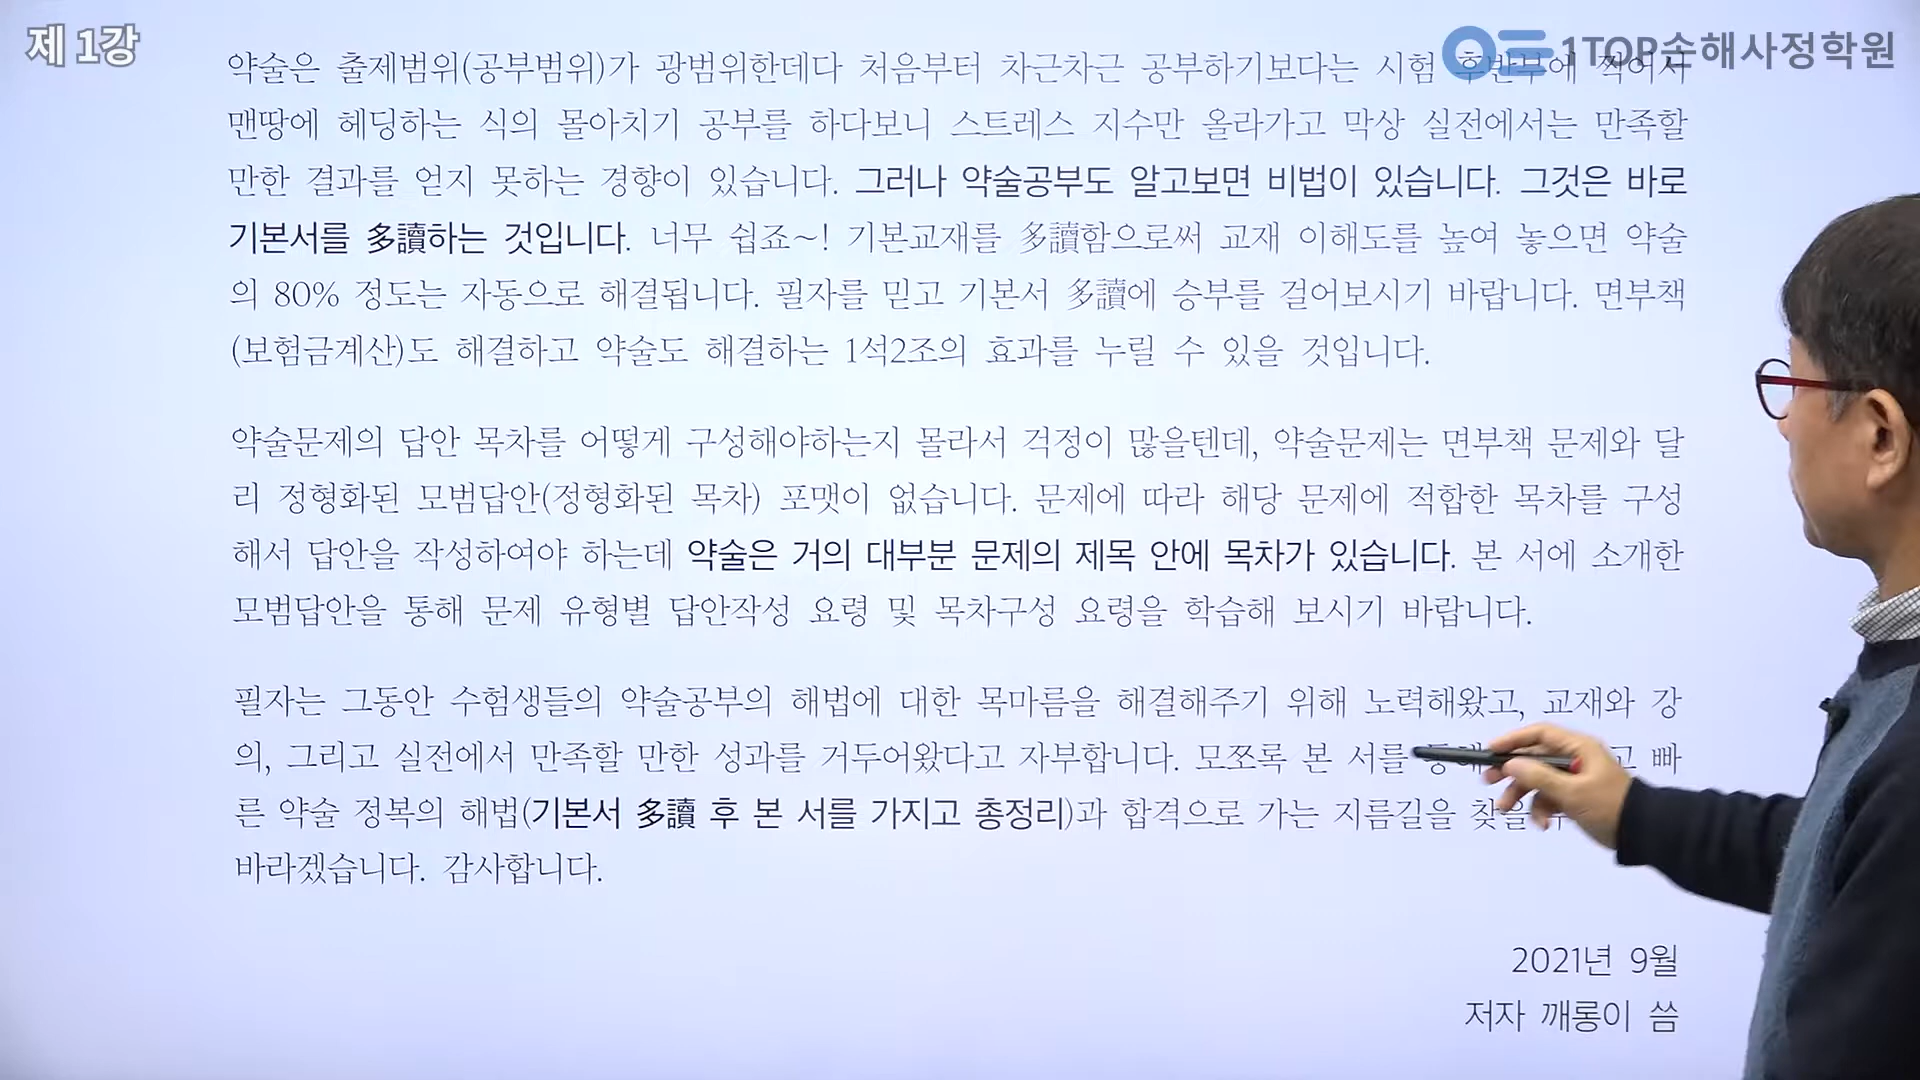 제 1강
1TOP손해사정학원
약술은 출제범위(공부범위)가 광범위한데다 처음부터 차근차근 공부하기보다는 시험 후반부에
맨땅에 헤딩하는 식의 몰아치기 공부를 하다보니 스트레스 지수만 올라가고 막상 실전에서는 만족할
만한 결과를 얻지 못하는 경향이 있습니다. 그러나 약술공부도 알고보면 비법이 있습니다. 그것은 바로
기본서를 多讀하는 것입니다. 너무 쉽죠~! 기본교재를 多讀함으로써 교재 이해도를 높여 놓으면 약술
의 80% 정도는 자동으로 해결됩니다. 필자를 믿고 기본서 多讀에 승부를 걸어보시기 바랍니다. 면부책
(보험금계산)도 해결하고 약술도 해결하는 1석2조의 효과를 누릴 수 있을 것입니다.
약술문제의 답안 목차를 어떻게 구성해야하는지 몰라서 걱정이 많을텐데, 약술문제는 면부책 문제와 달
리 정형화된 모범답안(정형화된 목차) 포맷이 없습니다. 문제에 따라 해당 문제에 적합한 목차를 구성
해서 답안을 작성하여야 하는데 약술은 거의 대부분 문제의 제목 안에 목차가 있습니다. 본 서에 소개한
모범답안을 통해 문제 유형별 답안작성 요령 및 목차구성 요령을 학습해 보시기 바랍니다.
필자는 그동안 수험생들의 약술공부의 해법에 대한 목마름을 해결해주기 위해 노력해왔고, 교재와 강
의, 그리고 실전에서 만족할 만한 성과를 거두어왔다고 자부합니다. 모쪼록 본 서를 통해 빠
른 약술 정복의 해법(기본서 多讀 후 본 서를 가지고 총정리)과 합격으로 가는 지름길을 찾을
바라겠습니다. 감사합니다.
2021년 9월
저자 깨롱이 씀